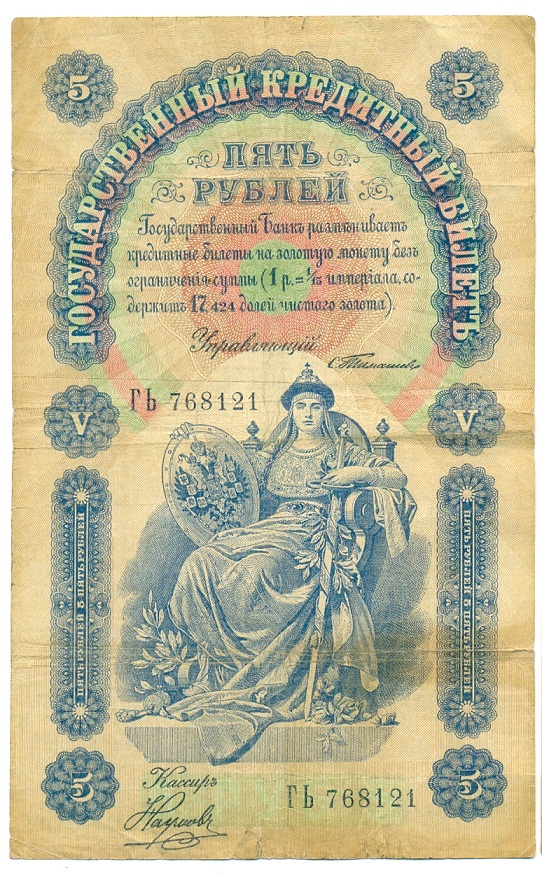 5 5
ГОСУДАРСТВЕННЫЙ КРЕДИТНЫЙ БИЛЕТЪ
ПЯТЬ
РУБЛЕЙ
Государственный Банкъ размѣниваетъ
кредитные билеты на золотую монету безъ
ограниченія суммы (1 р. = 1/15 имперіала, со-
держитъ 17,424 долей чистаго золота).
Управляющій
С. Тимашевъ
ГЬ 768121
V V
ПЯТЬ РУБЛЕЙ 5 ПЯТЬ РУБЛЕЙ
ПЯТЬ РУБЛЕЙ 5 ПЯТЬ РУБЛЕЙ
5 5
Кассиръ
Наумовъ
ГЬ 768121